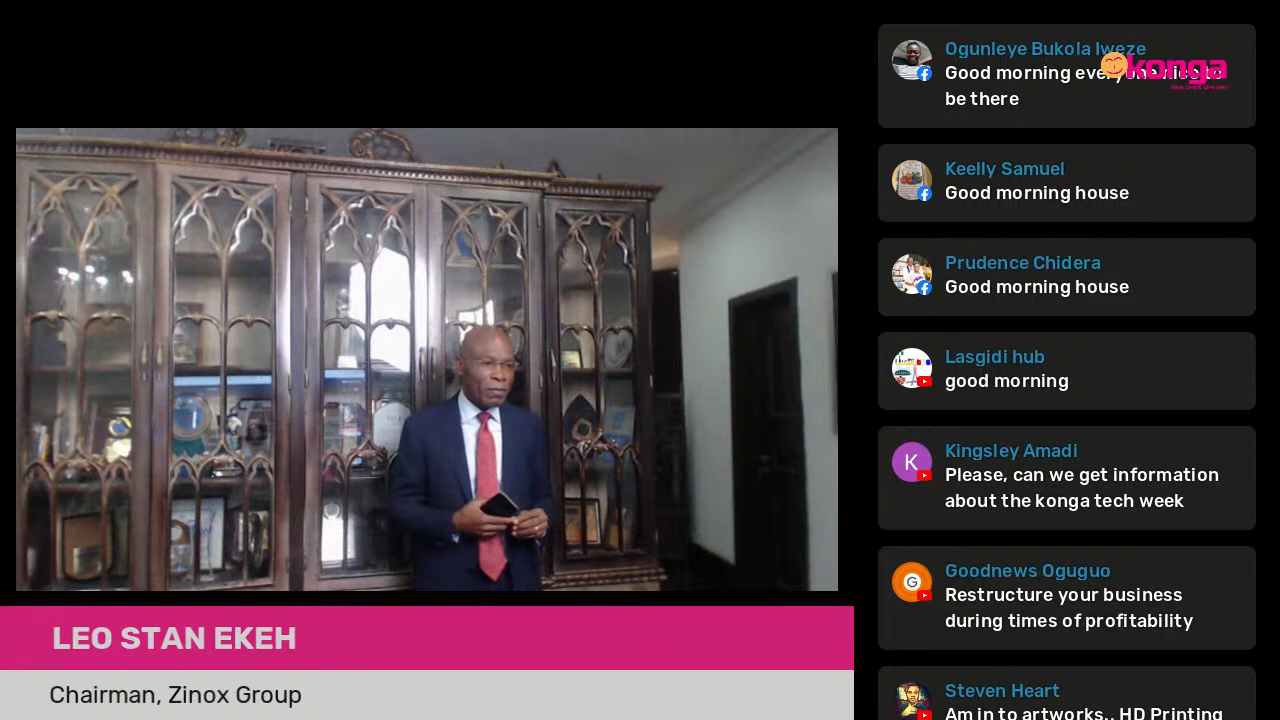 Ogunleye Bukola Iweze
Good morning everyone nice to
be there
konga
Keelly Samuel
Good morning house
Prudence Chidera
Good morning house
Lasgidi hub
good morning
K
Kingsley Amadi
Please, can we get information
about the konga tech week
G
Goodnews Oguguo
Restructure your business
during times of profitability
Steven Heart
Am in to artworks.. HD Printing
LEO STAN EKEH
Chairman, Zinox Group